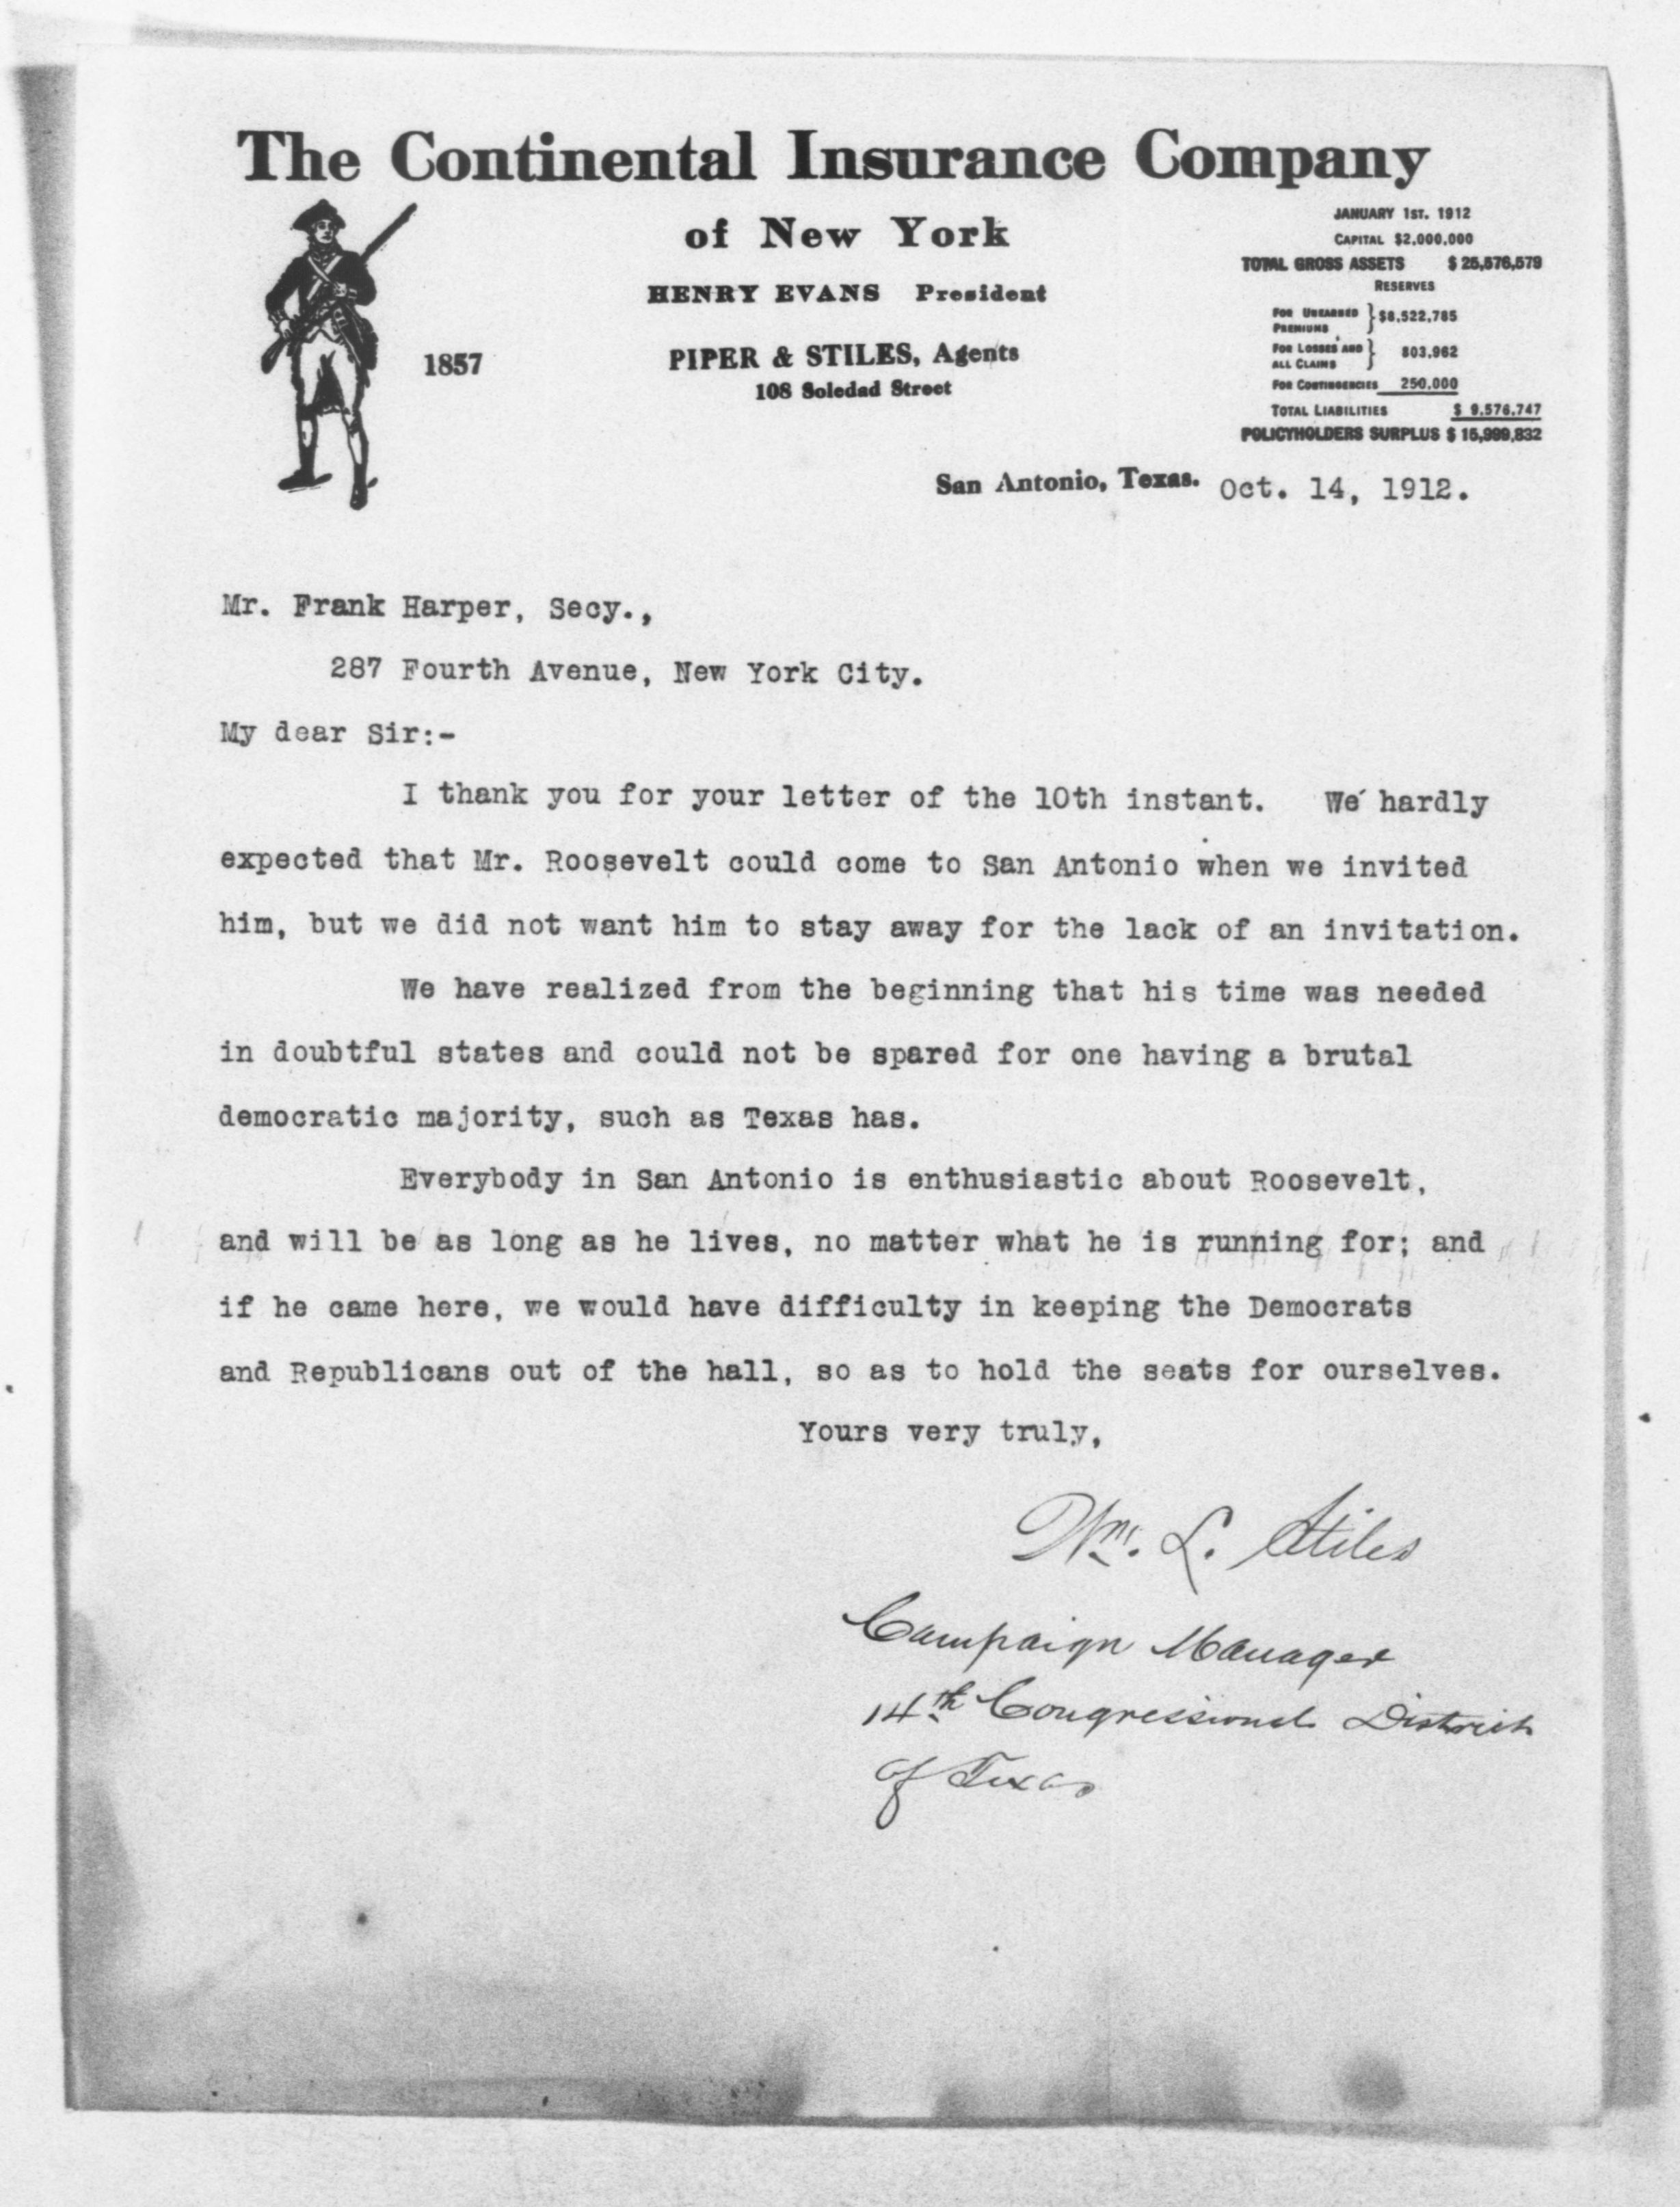 The Continental Insurance Company
of New York
HENRY EVANS President
1857
PIPER & STILES, Agents
108 Soledad Street
JANUARY 1ST. 1912
CAPITAL $2,000,000
TOTAL GROSS ASSETS $25,576,579
RESERVES
FOR UNEARNED PREMIUMS } $8,522,785
FOR LOSSES AND ALL CLAIMS } 803,962
FOR CONTINGENCIES 250,000
TOTAL LIABILITIES $ 9,576,747
POLICYHOLDERS SURPLUS $ 15,999,832
San Antonio, Texas. Oct. 14, 1912.
Mr. Frank Harper, Secy.,
287 Fourth Avenue, New York City.
My dear Sir:-
I thank you for your letter of the 10th instant. We hardly
expected that Mr. Roosevelt could come to San Antonio when we invited
him, but we did not want him to stay away for the lack of an invitation.
We have realized from the beginning that his time was needed
in doubtful states and could not be spared for one having a brutal
democratic majority, such as Texas has.
Everybody in San Antonio is enthusiastic about Roosevelt,
and will be as long as he lives, no matter what he is running for; and
if he came here, we would have difficulty in keeping the Democrats
and Republicans out of the hall, so as to hold the seats for ourselves.
Yours very truly,
Wm. L. Stiles
Campaign Manager
14th Congressional District
of Texas